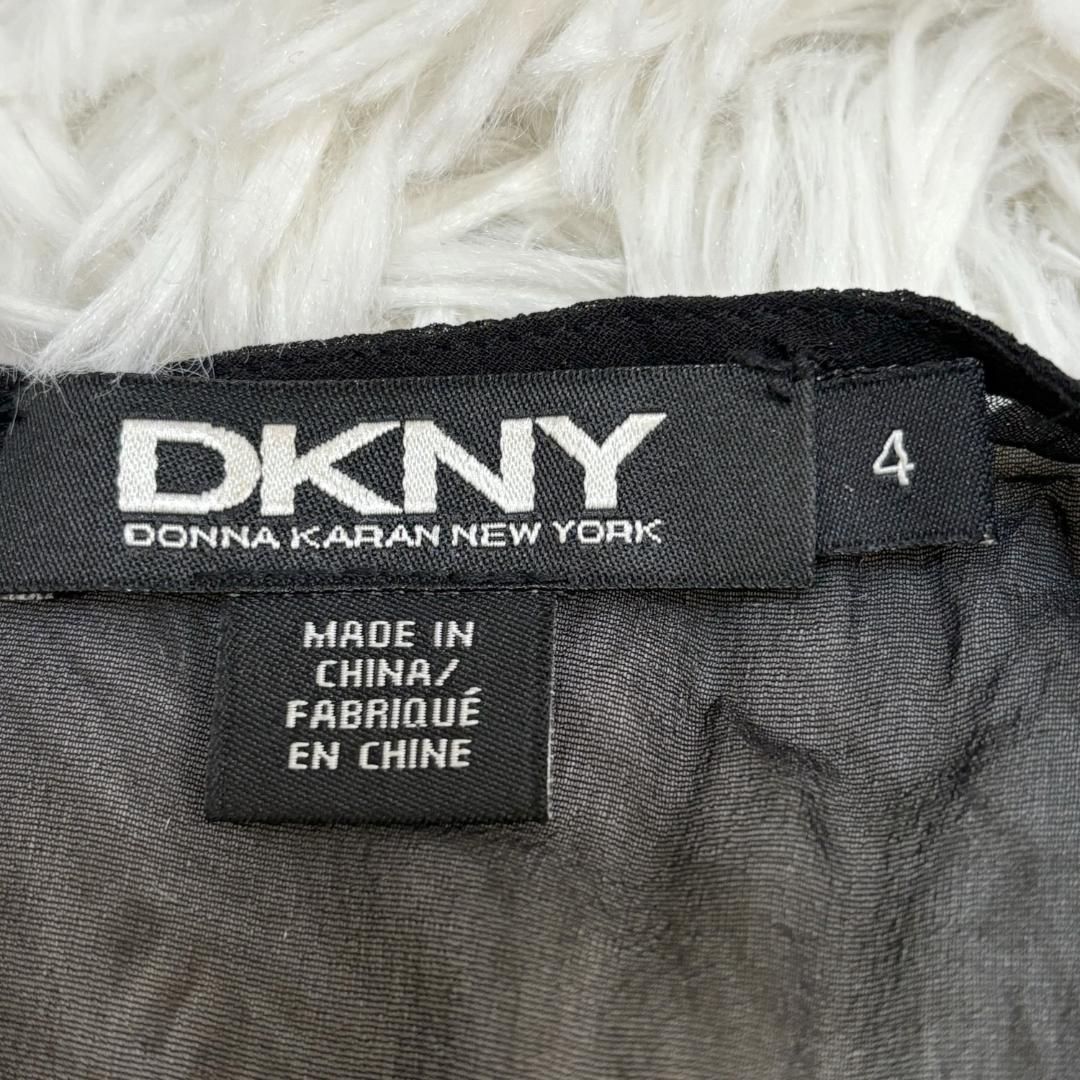 DKNY
DONNA KARAN NEW YORK
4
MADE IN
CHINA/
FABRIQUÉ
EN CHINE